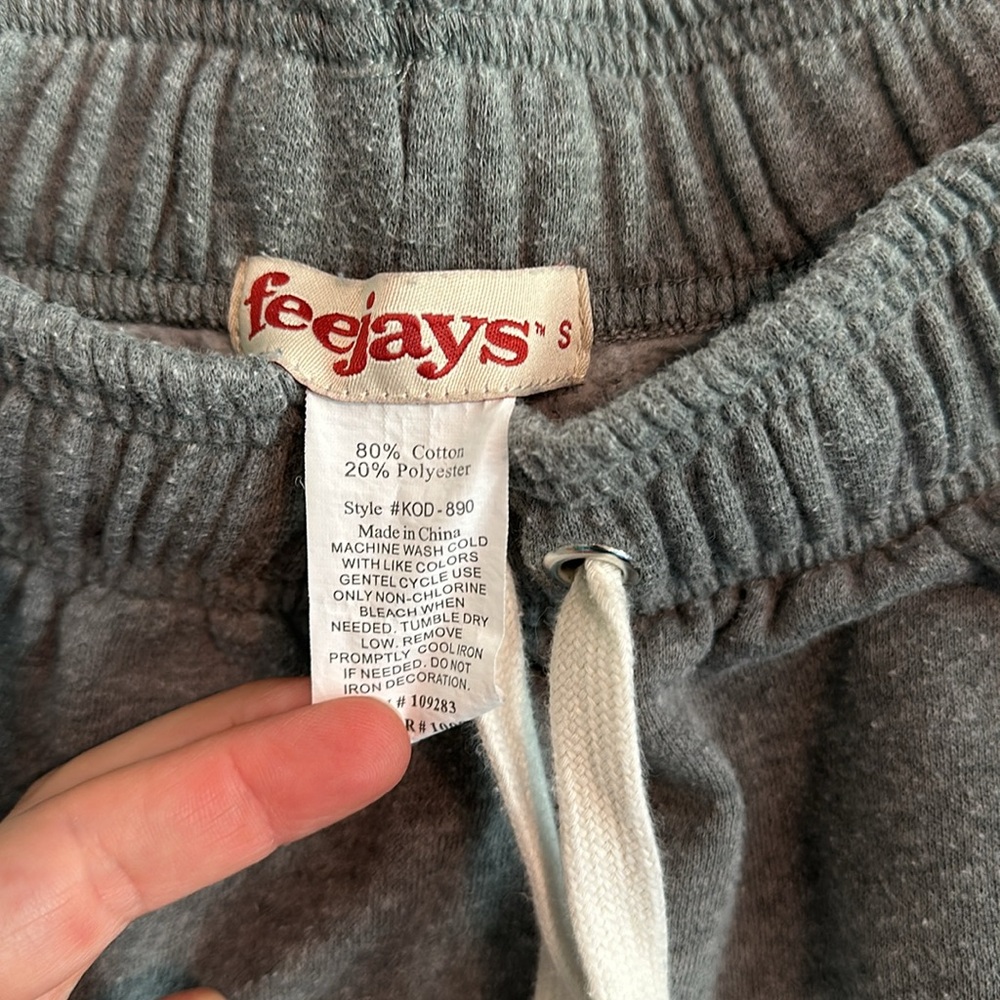 feejays™ S
80% Cotton
20% Polyester
Style #KOD-890
Made in China
MACHINE WASH COLD
WITH LIKE COLORS
GENTEL CYCLE USE
ONLY NON-CHLORINE
BLEACH WHEN
NEEDED. TUMBLE DRY
LOW. REMOVE
PROMPTLY COOL IRON
IF NEEDED. DO NOT
IRON DECORATION.
# 109283
R#